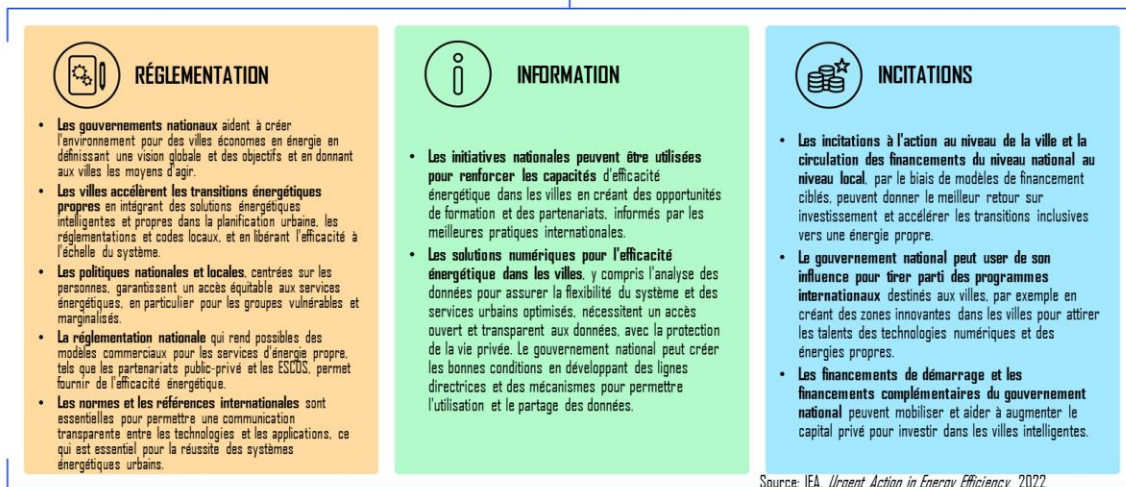 RÉGLEMENTATION
• Les gouvernements nationaux aident à créer
l'environnement pour des villes économes en énergie en
définissant une vision globale et des objectifs et en donnant
aux villes les moyens d'agir.
• Les villes accélèrent les transitions énergétiques
propres en intégrant des solutions énergétiques
intelligentes et propres dans la planification urbaine, les
réglementations et codes locaux, et en libérant l'efficacité à
l'échelle du système.
• Les politiques nationales et locales, centrées sur les
personnes, garantissent un accès équitable aux services
énergétiques, en particulier pour les groupes vulnérables et
marginalisés.
• La réglementation nationale qui rend possibles des
modèles commerciaux pour les services d'énergie propre,
tels que les partenariats public-privé et les ESCOS, permet
fournir de l'efficacité énergétique.
• Les normes et les références internationales sont
essentielles pour permettre une communication
transparente entre les technologies et les applications, ce
qui est essentiel pour la réussite des systèmes
énergétiques urbains.
INFORMATION
• Les initiatives nationales peuvent être utilisées
pour renforcer les capacités d'efficacité
énergétique dans les villes en créant des opportunités
de formation et des partenariats, informés par les
meilleures pratiques internationales.
• Les solutions numériques pour l'efficacité
énergétique dans les villes, y compris l'analyse des
données pour assurer la flexibilité du système et des
services urbains optimisés, nécessitent un accès
ouvert et transparent aux données, avec la protection
de la vie privée. Le gouvernement national peut créer
les bonnes conditions en développant des lignes
directrices et des mécanismes pour permettre
l'utilisation et le partage des données.
INCITATIONS
• Les incitations à l'action au niveau de la ville et la
circulation des financements du niveau national au
niveau local, par le biais de modèles de financement
ciblés, peuvent donner le meilleur retour sur
investissement et accélérer les transitions inclusives
vers une énergie propre.
• Le gouvernement national peut user de son
influence pour tirer parti des programmes
internationaux destinés aux villes, par exemple en
créant des zones innovantes dans les villes pour attirer
les talents des technologies numériques et des
énergies propres.
• Les financements de démarrage et les
financements complémentaires du gouvernement
national peuvent mobiliser et aider à augmenter le
capital privé pour investir dans les villes intelligentes.
Source: IEA, Urgent Action in Energy Efficiency, 2022